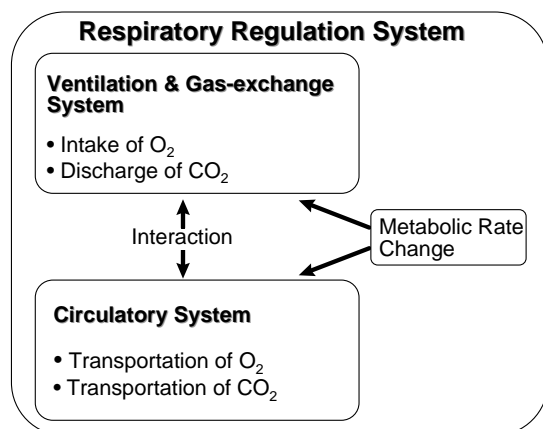 Respiratory Regulation System
Ventilation & Gas-exchange
System
• Intake of O₂
• Discharge of CO₂
Interaction
Metabolic Rate
Change
Circulatory System
• Transportation of O₂
• Transportation of CO₂